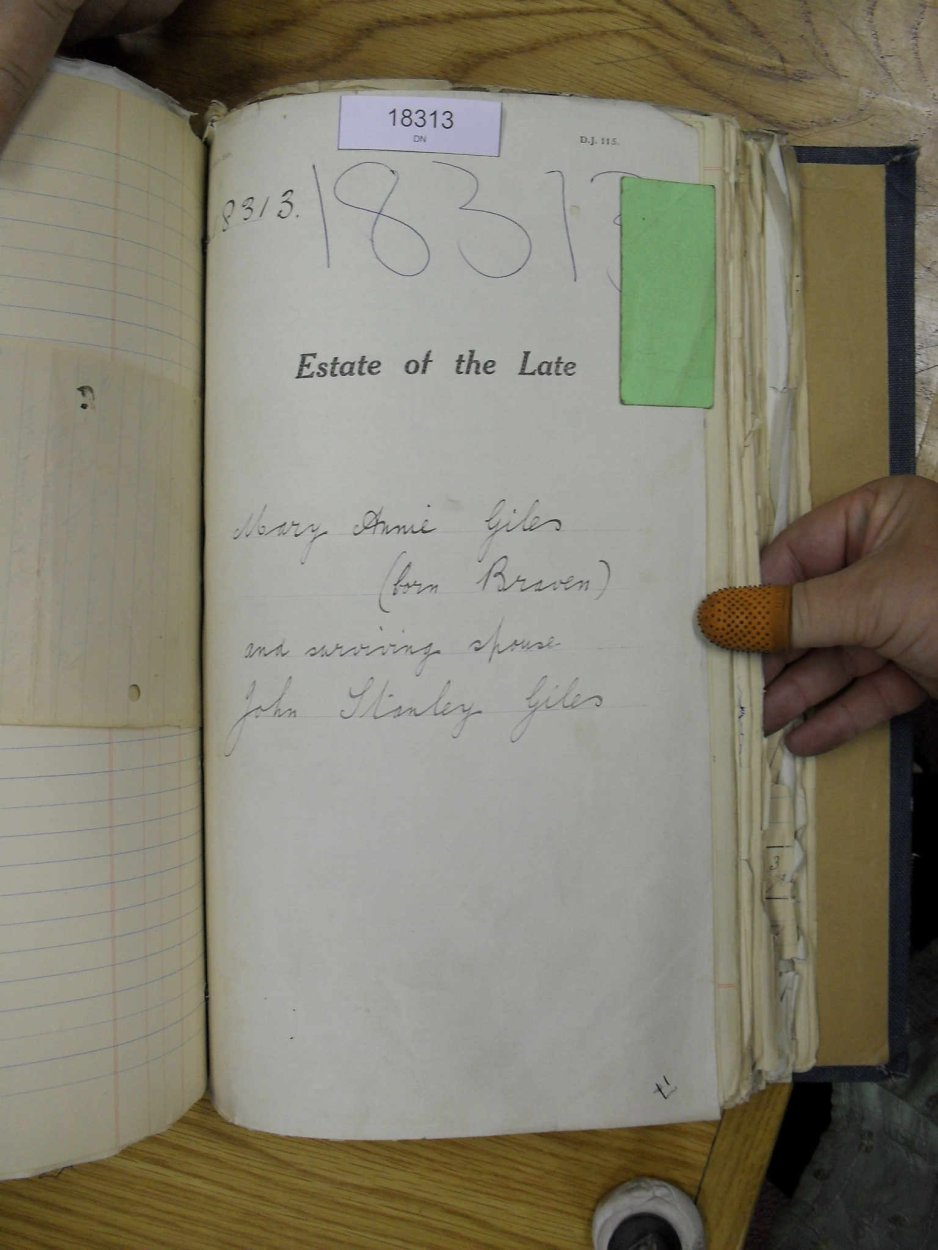 18313
DN
D.J. 115.
8313.
1831
Estate of the Late
Mary Annie Giles
(born Braven)
and surviving spouse
John Stanley Giles